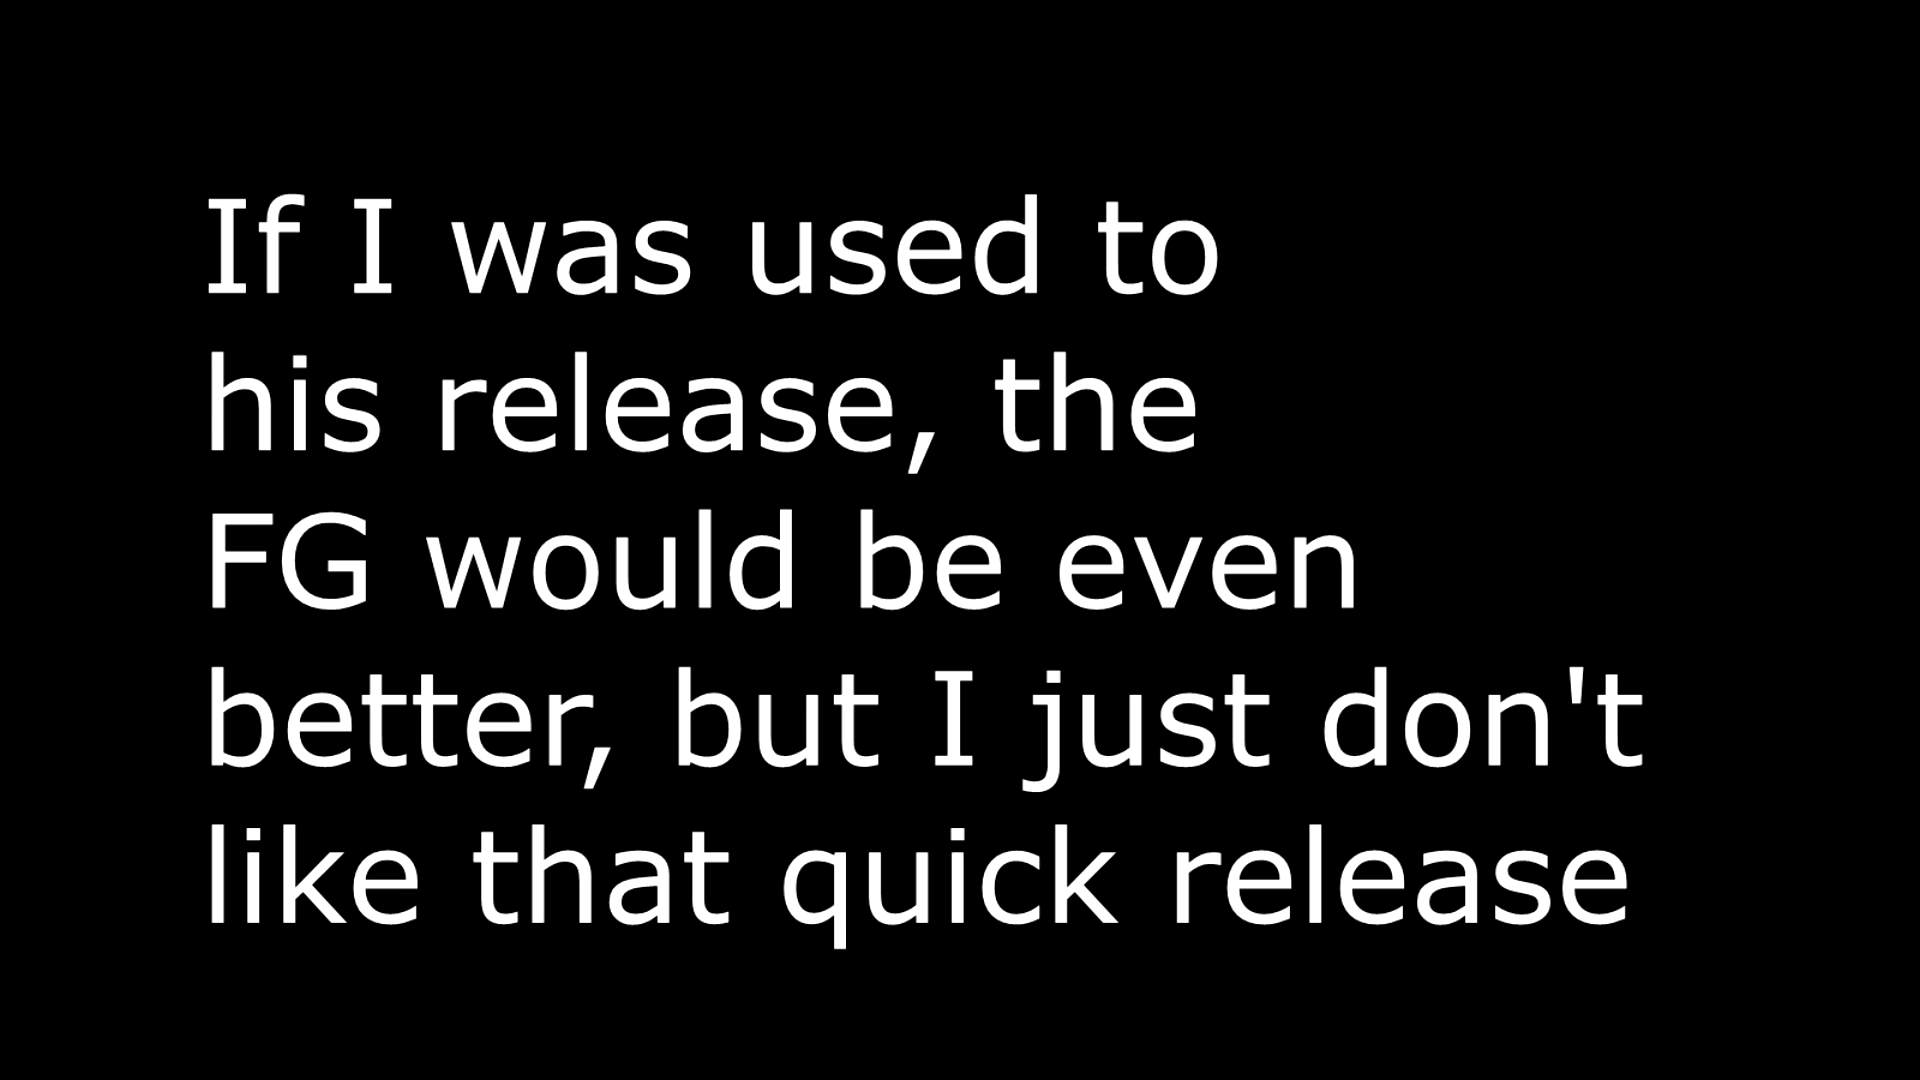 If I was used to
his release, the
FG would be even
better, but I just don't
like that quick release